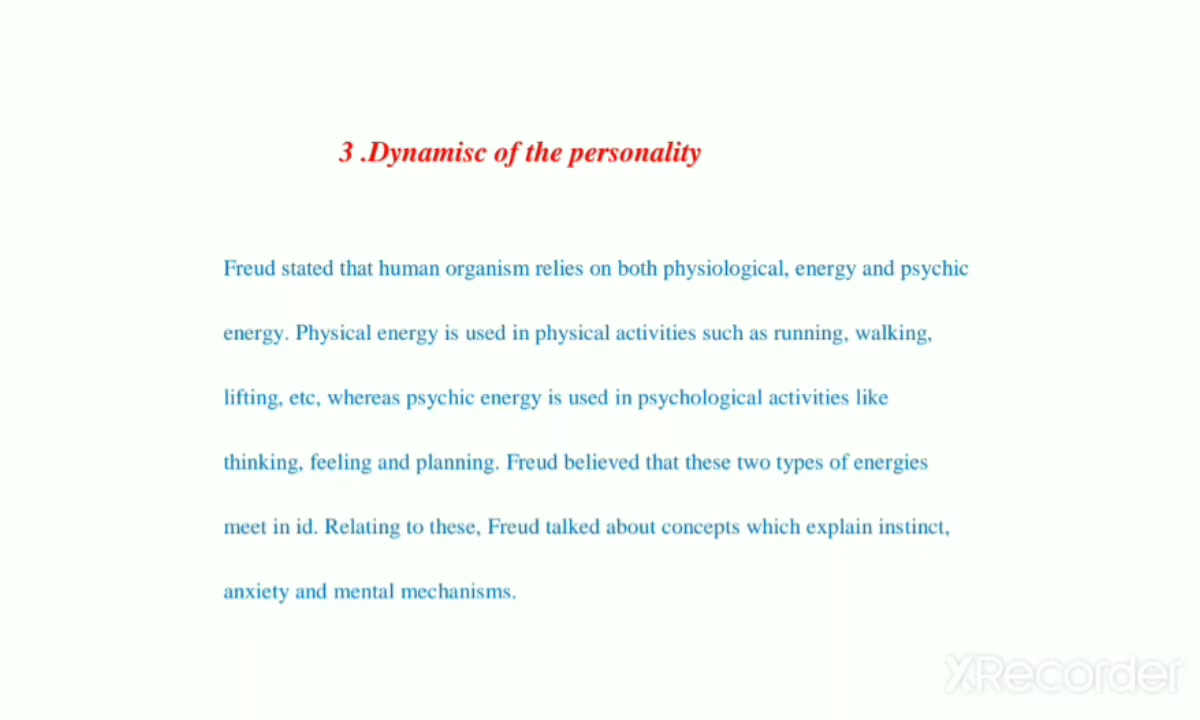 3 .Dynamisc of the personality
Freud stated that human organism relies on both physiological, energy and psychic
energy. Physical energy is used in physical activities such as running, walking,
lifting, etc, whereas psychic energy is used in psychological activities like
thinking, feeling and planning. Freud believed that these two types of energies
meet in id. Relating to these, Freud talked about concepts which explain instinct,
anxiety and mental mechanisms.
XRecorder